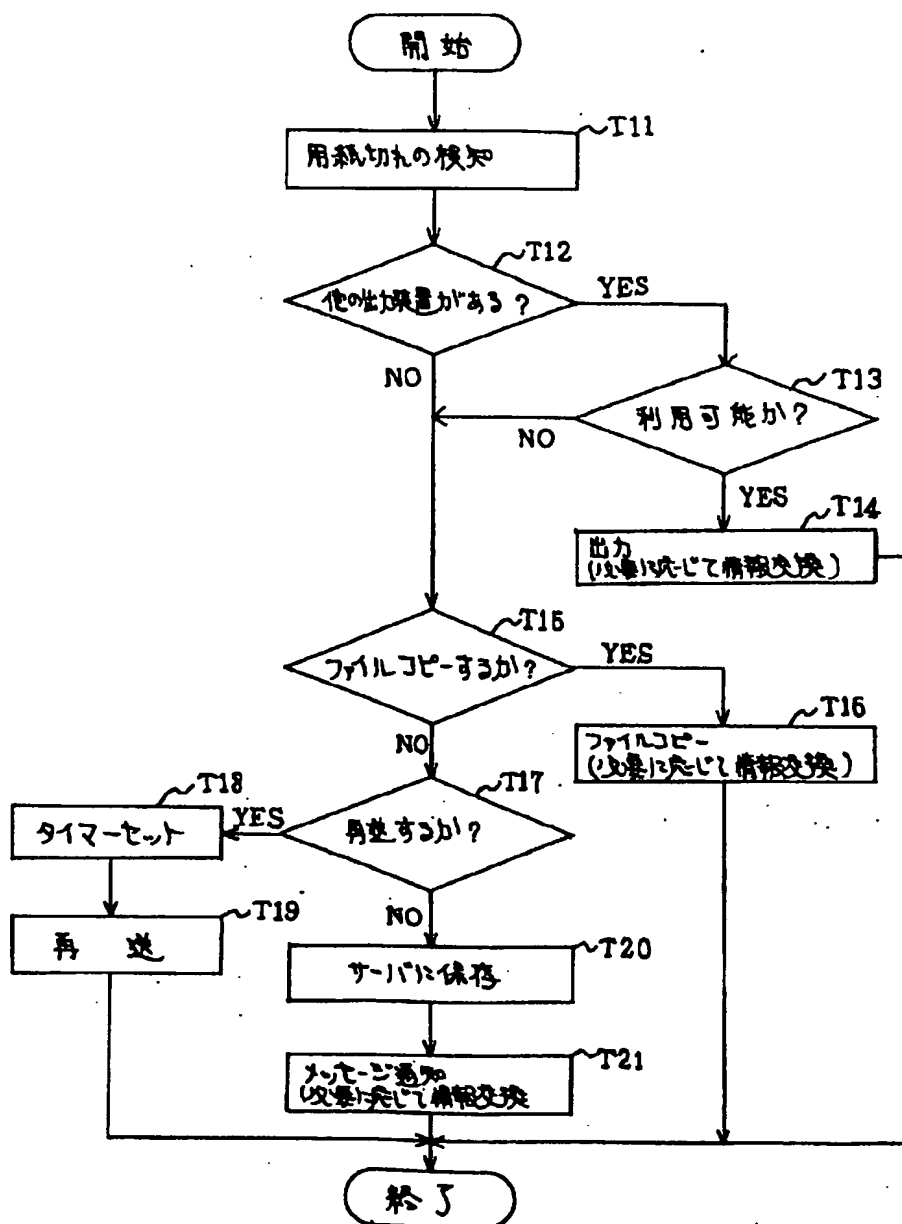 開始
T11
用紙切れの検知
T12
他の出力装置がある?
YES
NO
T13
利用可能か?
NO
YES
T14
出力
(必要に応じて情報交換)
T15
ファイルコピーするか?
YES
NO
T16
ファイルコピー
(必要に応じて情報交換)
T17
再送するか?
YES
NO
T18
タイマーセット
T19
再 送
T20
サーバに保存
T21
メッセージ通知
(必要に応じて情報交換
終了